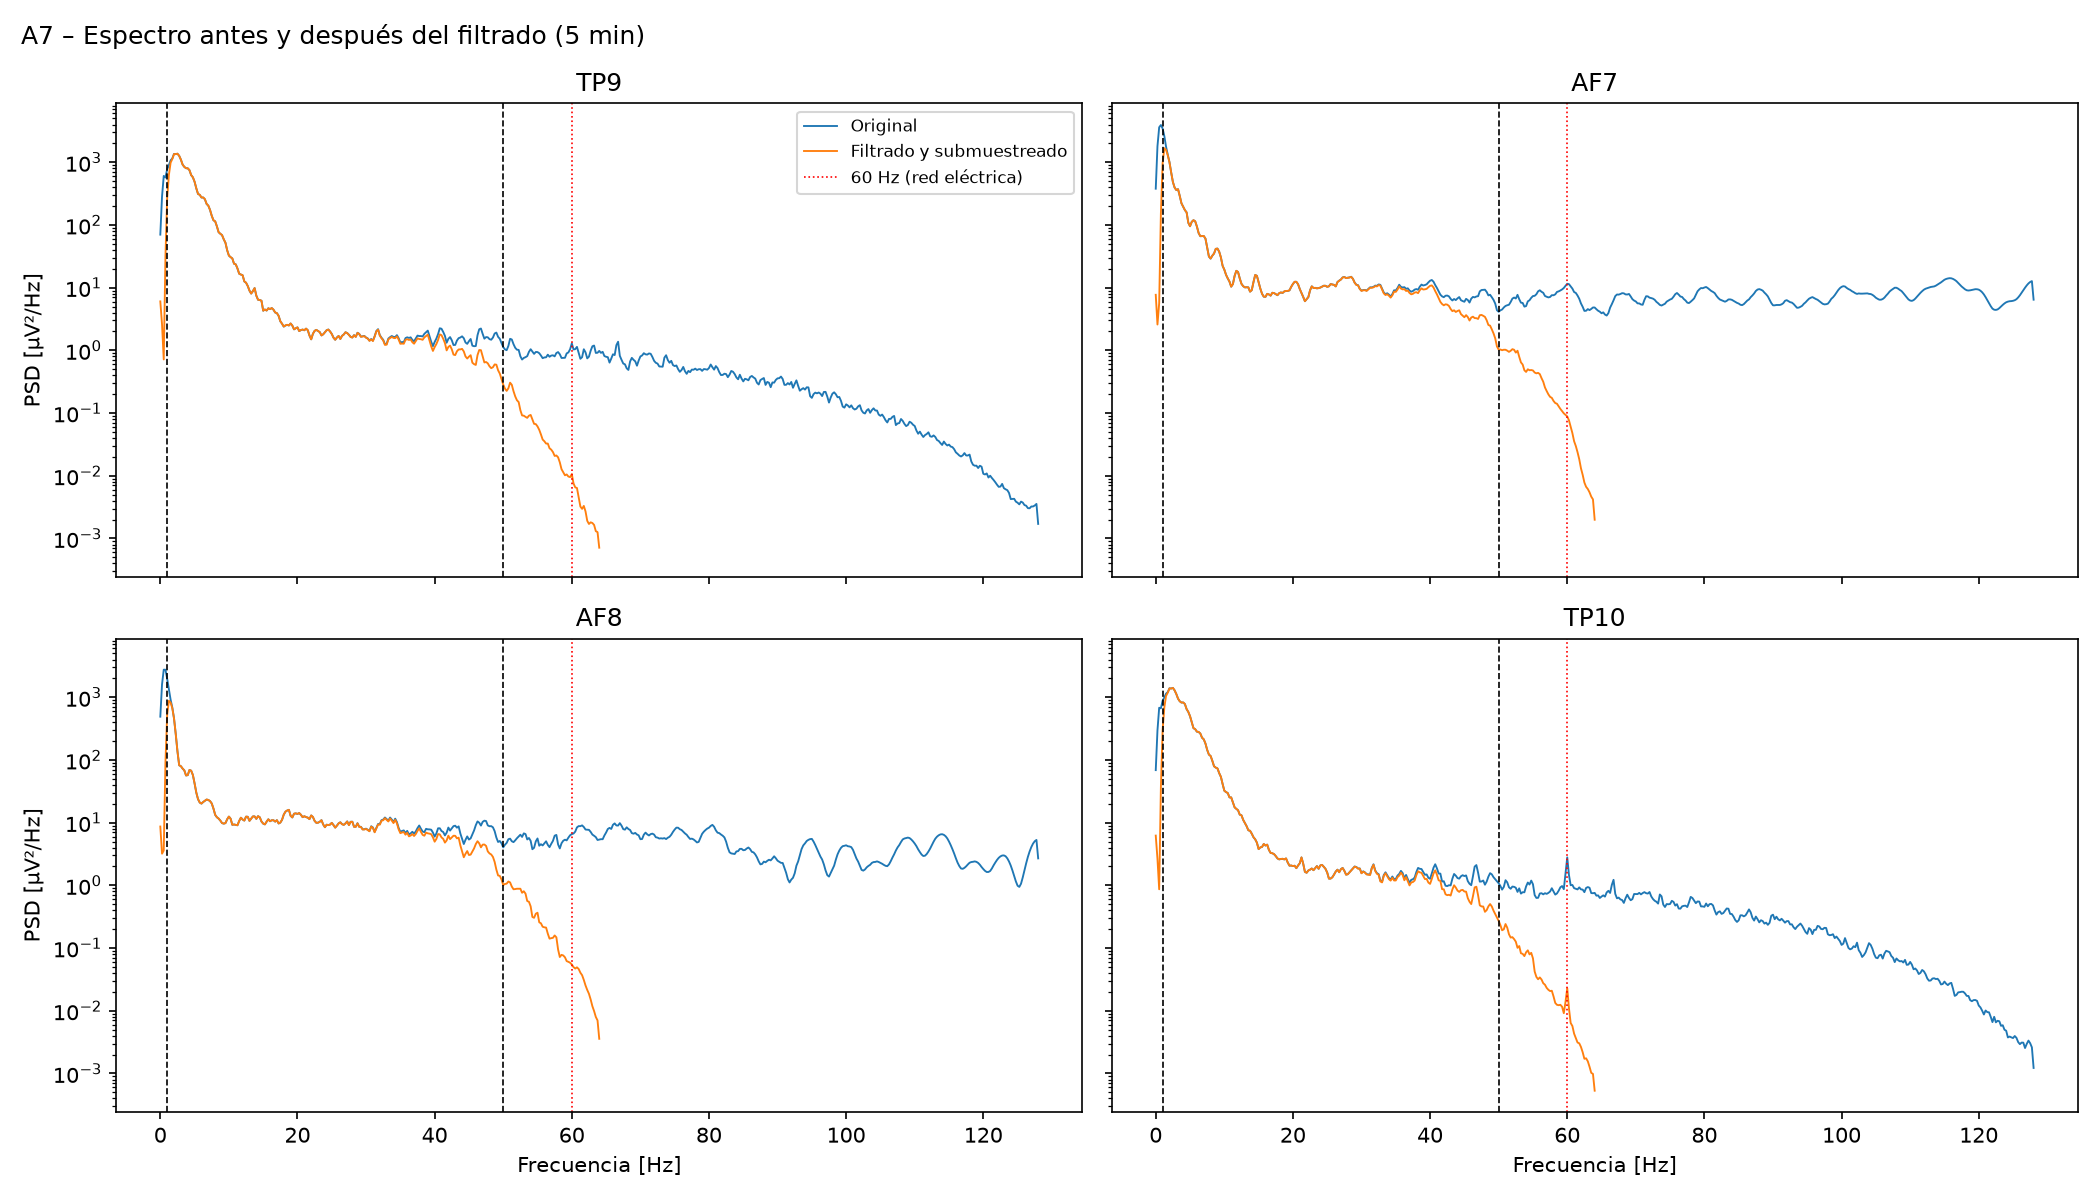 A7 – Espectro antes y después del filtrado (5 min)
TP9
AF7
Original
Filtrado y submuestreado
60 Hz (red eléctrica)
PSD [µV²/Hz]
10³
10²
10¹
10⁰
10⁻¹
10⁻²
10⁻³
AF8
TP10
PSD [µV²/Hz]
10³
10²
10¹
10⁰
10⁻¹
10⁻²
10⁻³
0 20 40 60 80 100 120
0 20 40 60 80 100 120
Frecuencia [Hz]
Frecuencia [Hz]